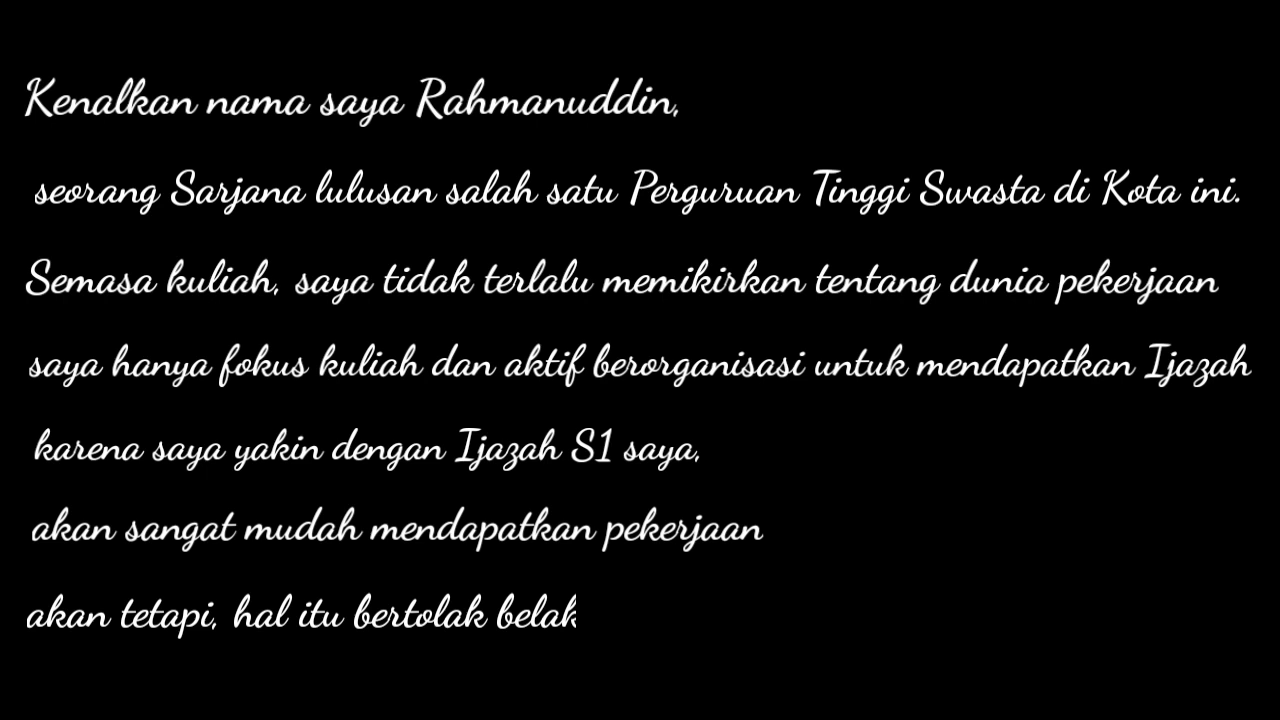 Kenalkan nama saya Rahmanuddin,
seorang Sarjana lulusan salah satu Perguruan Tinggi Swasta di Kota ini.
Semasa kuliah, saya tidak terlalu memikirkan tentang dunia pekerjaan
saya hanya fokus kuliah dan aktif berorganisasi untuk mendapatkan Ijazah
karena saya yakin dengan Ijazah S1 saya,
akan sangat mudah mendapatkan pekerjaan
akan tetapi, hal itu bertolak belak